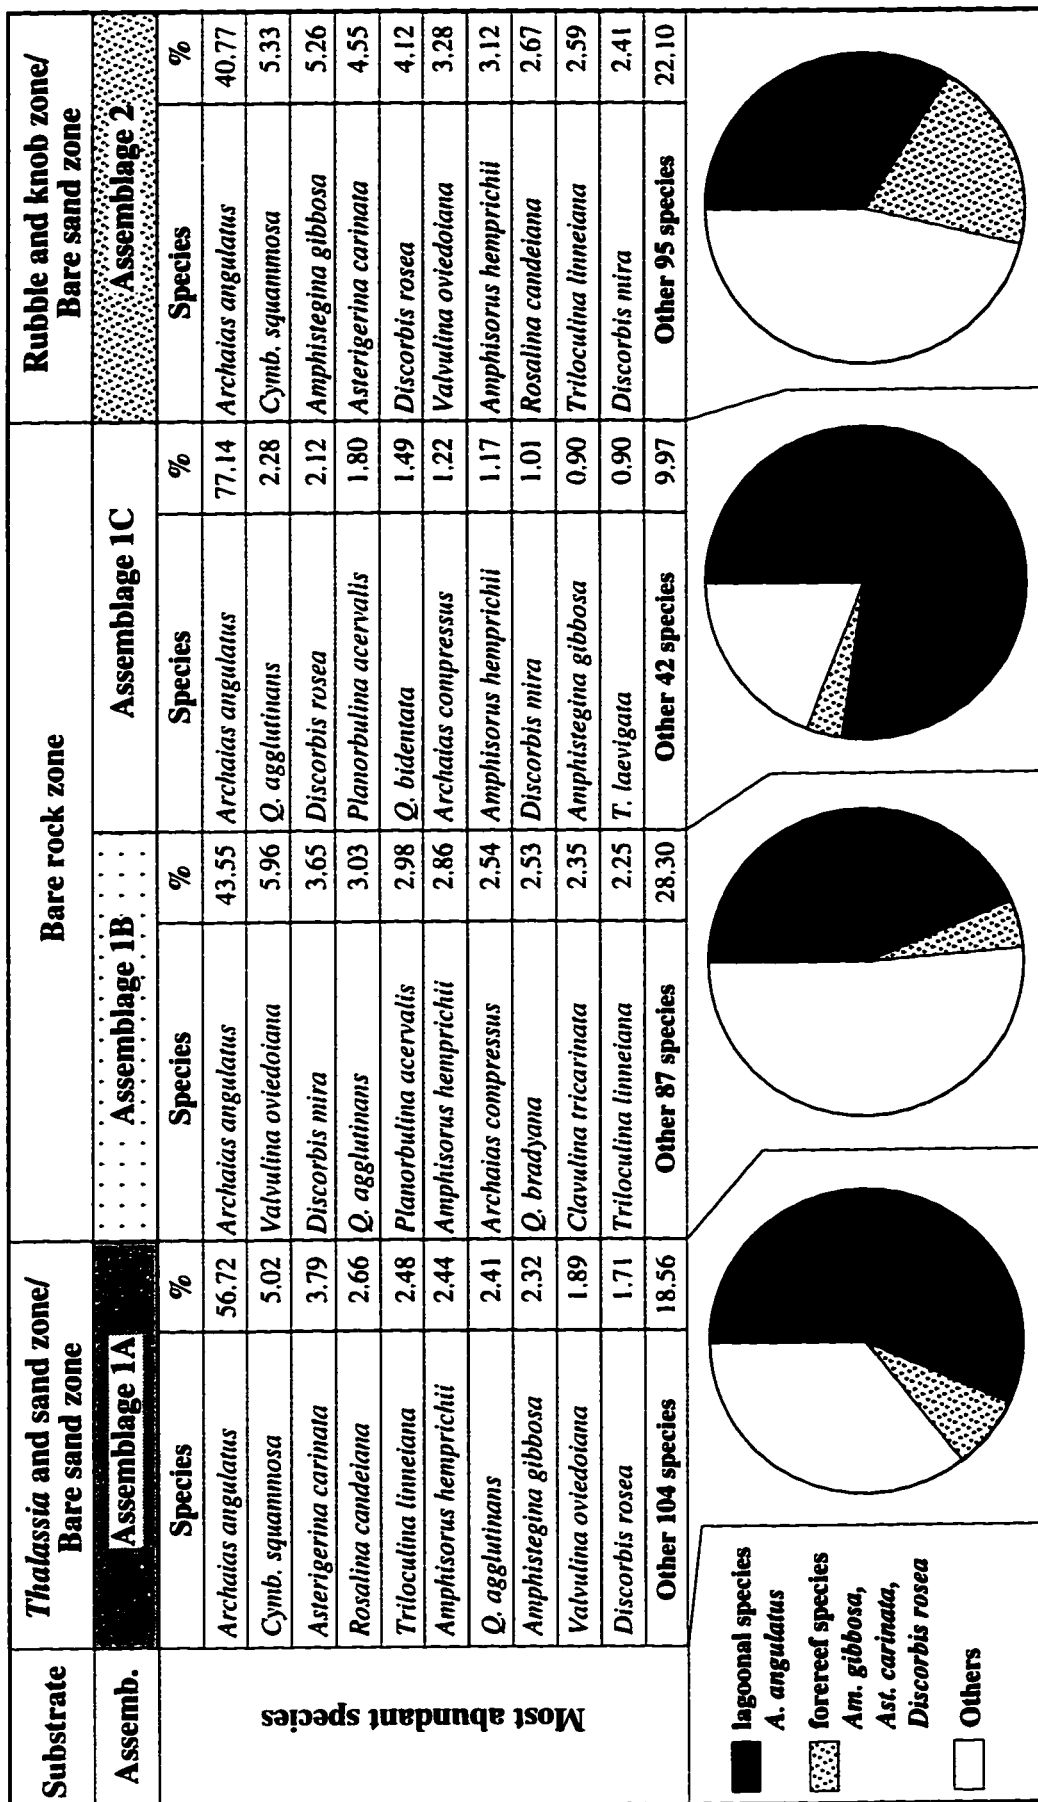 Substrate Thalassia and sand zone/ Bare rock zone Rubble and knob zone/
Bare sand zone Bare sand zone
Assemb. Assemblage 1A Assemblage 1B Assemblage 1C Assemblage 2
Species % Species % Species % Species %
Most abundant species
Archaias angulatus 56.72 Archaias angulatus 43.55 Archaias angulatus 77.14 Archaias angulatus 40.77
Cymb. squammosa 5.02 Valvulina oviedoiana 5.96 Q. agglutinans 2.28 Cymb. squammosa 5.33
Asterigerina carinata 3.79 Discorbis mira 3.65 Discorbis rosea 2.12 Amphistegina gibbosa 5.26
Rosalina candeiana 2.66 Q. agglutinans 3.03 Planorbulina acervalis 1.80 Asterigerina carinata 4.55
Triloculina linneiana 2.48 Planorbulina acervalis 2.98 Q. bidentata 1.49 Discorbis rosea 4.12
Amphisorus hemprichii 2.44 Amphisorus hemprichii 2.86 Archaias compressus 1.22 Valvulina oviedoiana 3.28
Q. agglutinans 2.41 Archaias compressus 2.54 Amphisorus hemprichii 1.17 Amphisorus hemprichii 3.12
Amphistegina gibbosa 2.32 Q. bradyana 2.53 Discorbis mira 1.01 Rosalina candeiana 2.67
Valvulina oviedoiana 1.89 Clavulina tricarinata 2.35 Amphistegina gibbosa 0.90 Triloculina linneiana 2.59
Discorbis rosea 1.71 Triloculina linneiana 2.25 T. laevigata 0.90 Discorbis mira 2.41
Other 104 species 18.56 Other 87 species 28.30 Other 42 species 9.97 Other 95 species 22.10
lagoonal species
A. angulatus
forereef species
Am. gibbosa,
Ast. carinata,
Discorbis rosea
Others